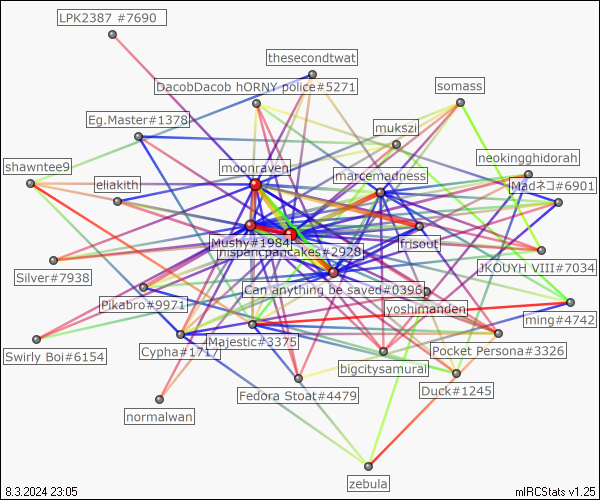 LPK2387 #7690
thesecondtwat
DacobDacob hORNY police#5271
somass
Eg.Master#1378
mukszi
shawntee9
moonraven
neokingghidorah
eliakith
marcemadness
Madネコ#6901
Mushy#1984
frisout
hispancpancakes#2928
Silver#7938
JKOUYH VIII#7034
Can anything be saved#0396
Pikabro#9971
yoshimanden
ming#4742
Swirly Boi#6154
Cypha#1717
Majestic#3375
Pocket Persona#3326
bigcitysamurai
Fedora Stoat#4479
Duck#1245
normalwan
zebula
8.3.2024 23:05
mIRCStats v1.25